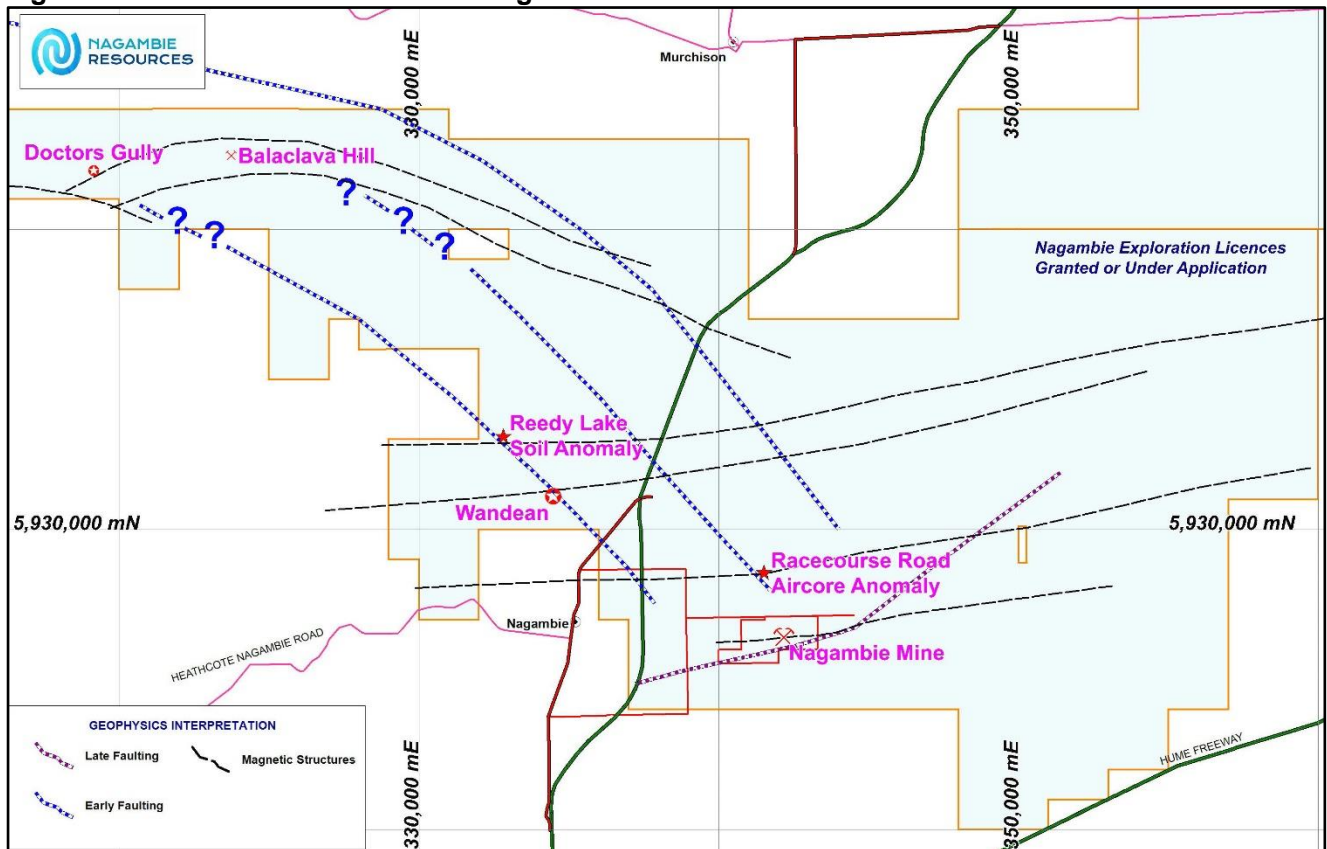 NAGAMBIE
RESOURCES
Murchison
330,000 mE
350,000 mE
Doctors Gully
Balaclava Hill
?
?
?
?
?
Nagambie Exploration Licences
Granted or Under Application
Reedy Lake
Soil Anomaly
Wandean
5,930,000 mN
5,930,000 mN
Racecourse Road
Aircore Anomaly
Nagambie
HEATHCOTE NAGAMBIE ROAD
Nagambie Mine
GEOPHYSICS INTERPRETATION
Late Faulting
Magnetic Structures
Early Faulting
330,000 mE
350,000 mE
HUME FREEWAY